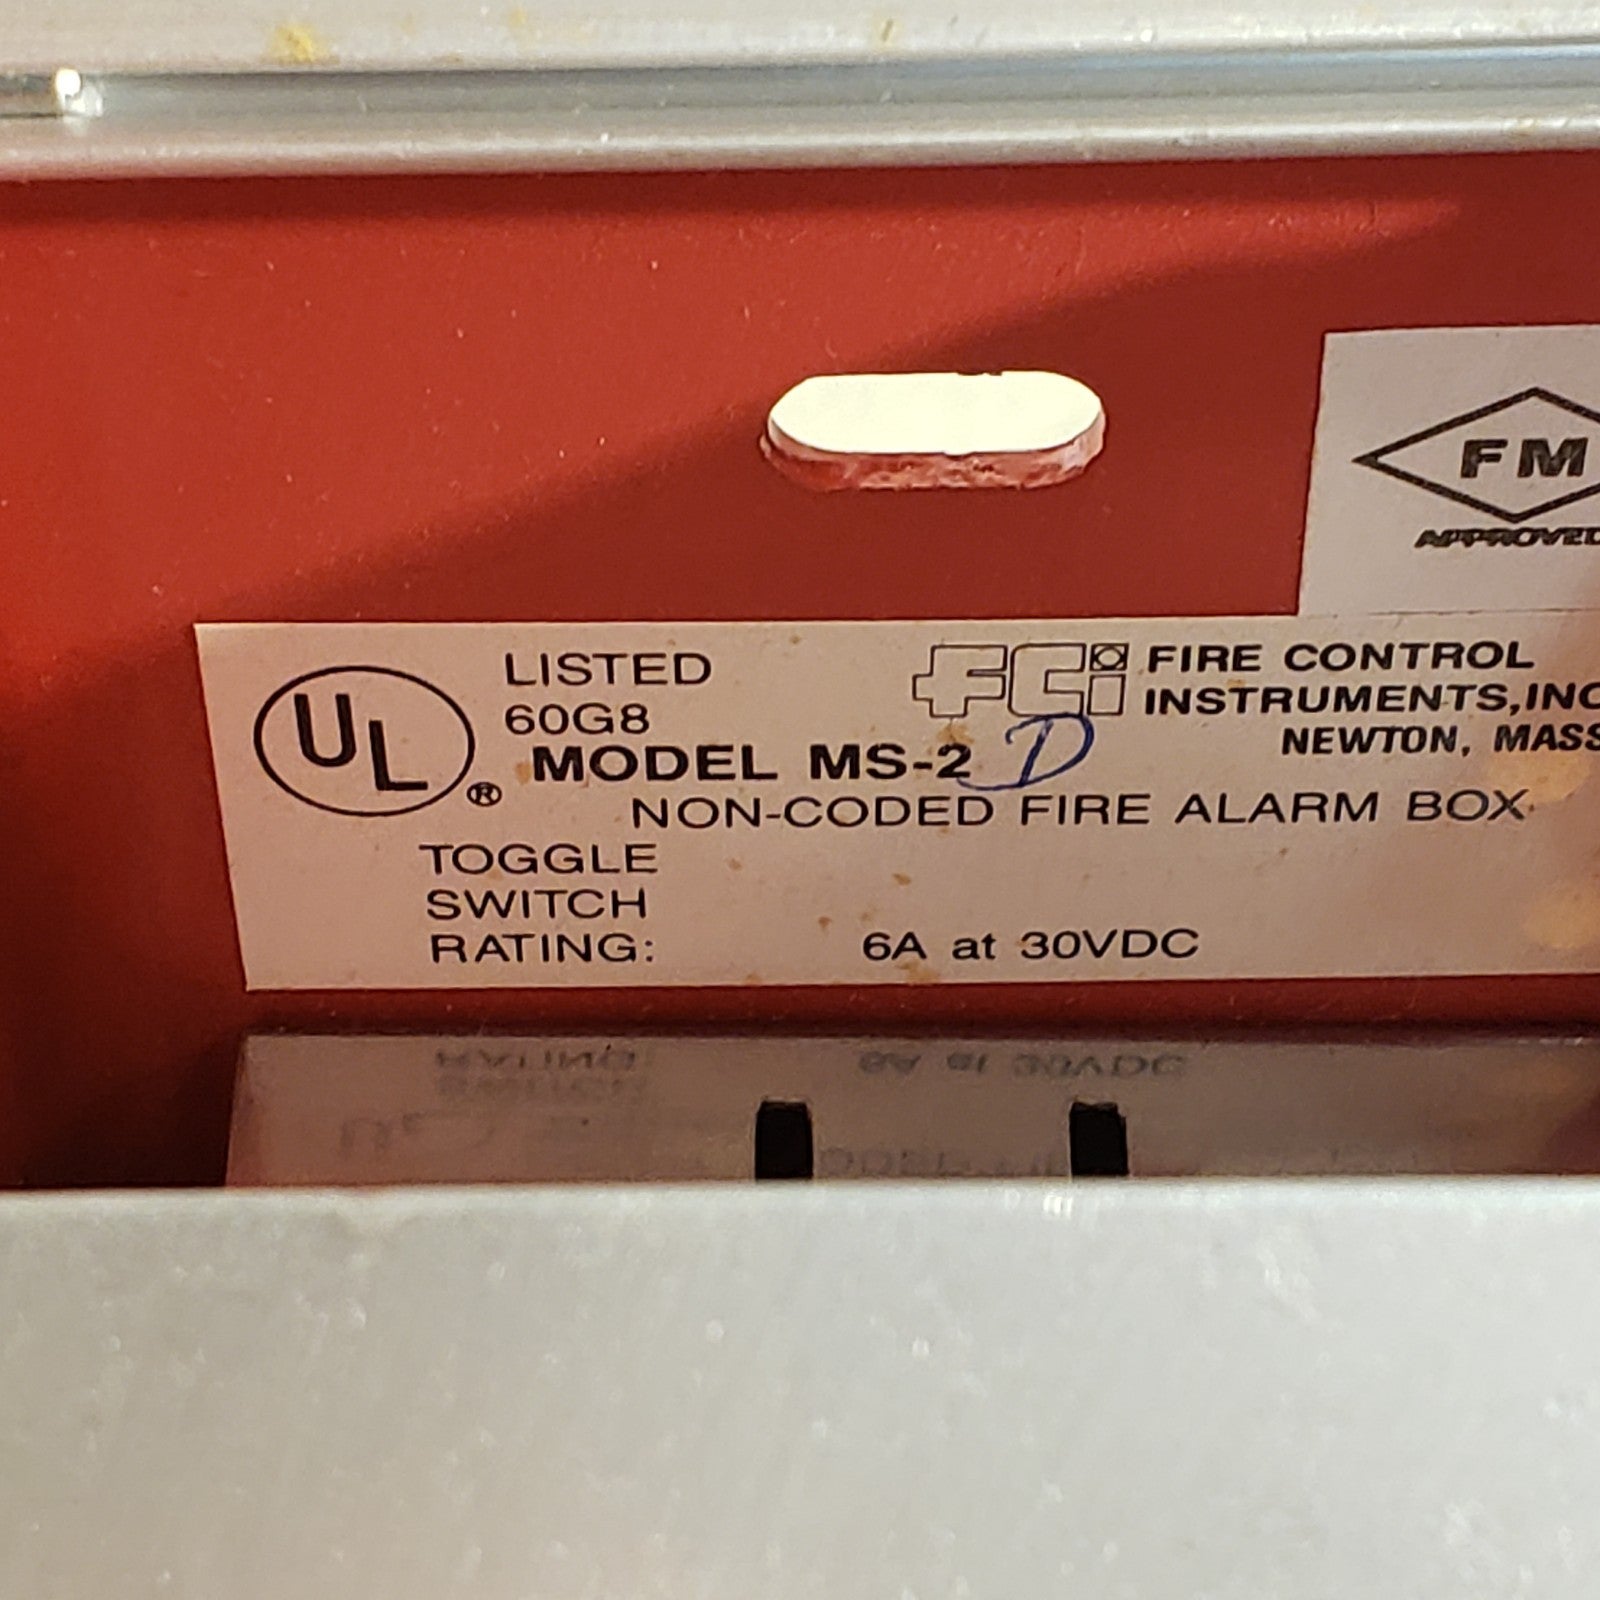 FM
APPROVED
UL
®
LISTED
60G8
fci FIRE CONTROL
INSTRUMENTS, INC
NEWTON, MASS
MODEL MS-2 D
NON-CODED FIRE ALARM BOX
TOGGLE
SWITCH
RATING: 6A at 30VDC